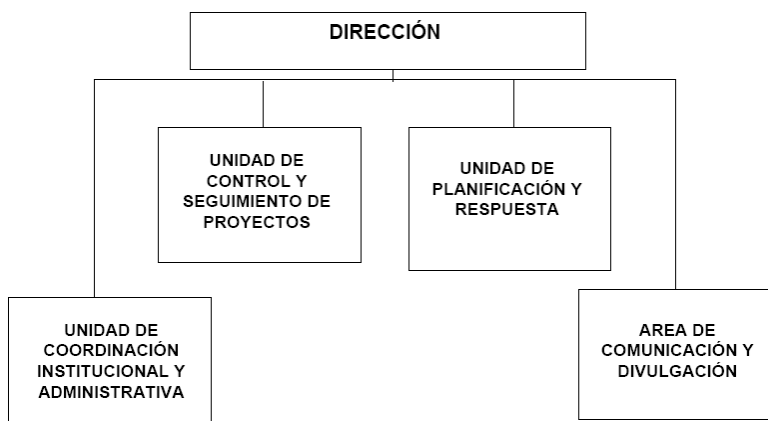 DIRECCIÓN
UNIDAD DE
CONTROL Y
SEGUIMIENTO DE
PROYECTOS
UNIDAD DE
PLANIFICACIÓN Y
RESPUESTA
UNIDAD DE
COORDINACIÓN
INSTITUCIONAL Y
ADMINISTRATIVA
AREA DE
COMUNICACIÓN Y
DIVULGACIÓN